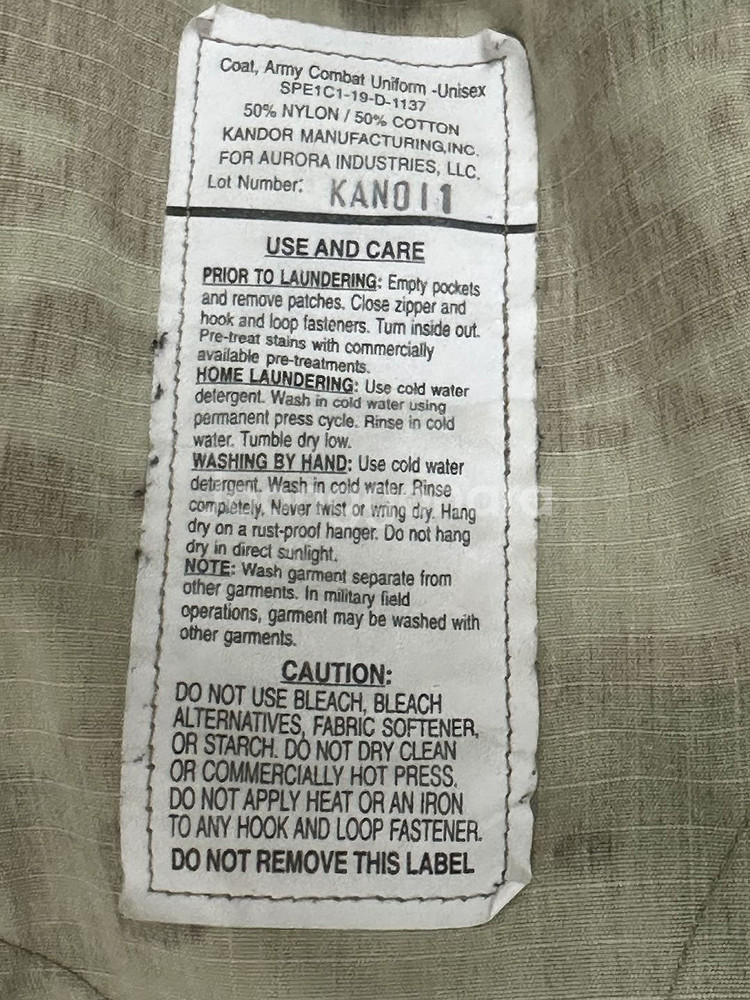 Coat, Army Combat Uniform -Unisex
SPE1C1-19-D-1137
50% NYLON / 50% COTTON
KANDOR MANUFACTURING,INC.
FOR AURORA INDUSTRIES, LLC.
Lot Number: KAN011
USE AND CARE
PRIOR TO LAUNDERING: Empty pockets
and remove patches. Close zipper and
hook and loop fasteners. Turn inside out.
Pre-treat stains with commercially
available pre-treatments.
HOME LAUNDERING: Use cold water
detergent. Wash in cold water using
permanent press cycle. Rinse in cold
water. Tumble dry low.
WASHING BY HAND: Use cold water
detergent. Wash in cold water. Rinse
completely. Never twist or wring dry. Hang
dry on a rust-proof hanger. Do not hang
dry in direct sunlight.
NOTE: Wash garment separate from
other garments. In military field
operations, garment may be washed with
other garments.
CAUTION:
DO NOT USE BLEACH, BLEACH
ALTERNATIVES, FABRIC SOFTENER,
OR STARCH. DO NOT DRY CLEAN
OR COMMERCIALLY HOT PRESS.
DO NOT APPLY HEAT OR AN IRON
TO ANY HOOK AND LOOP FASTENER.
DO NOT REMOVE THIS LABEL